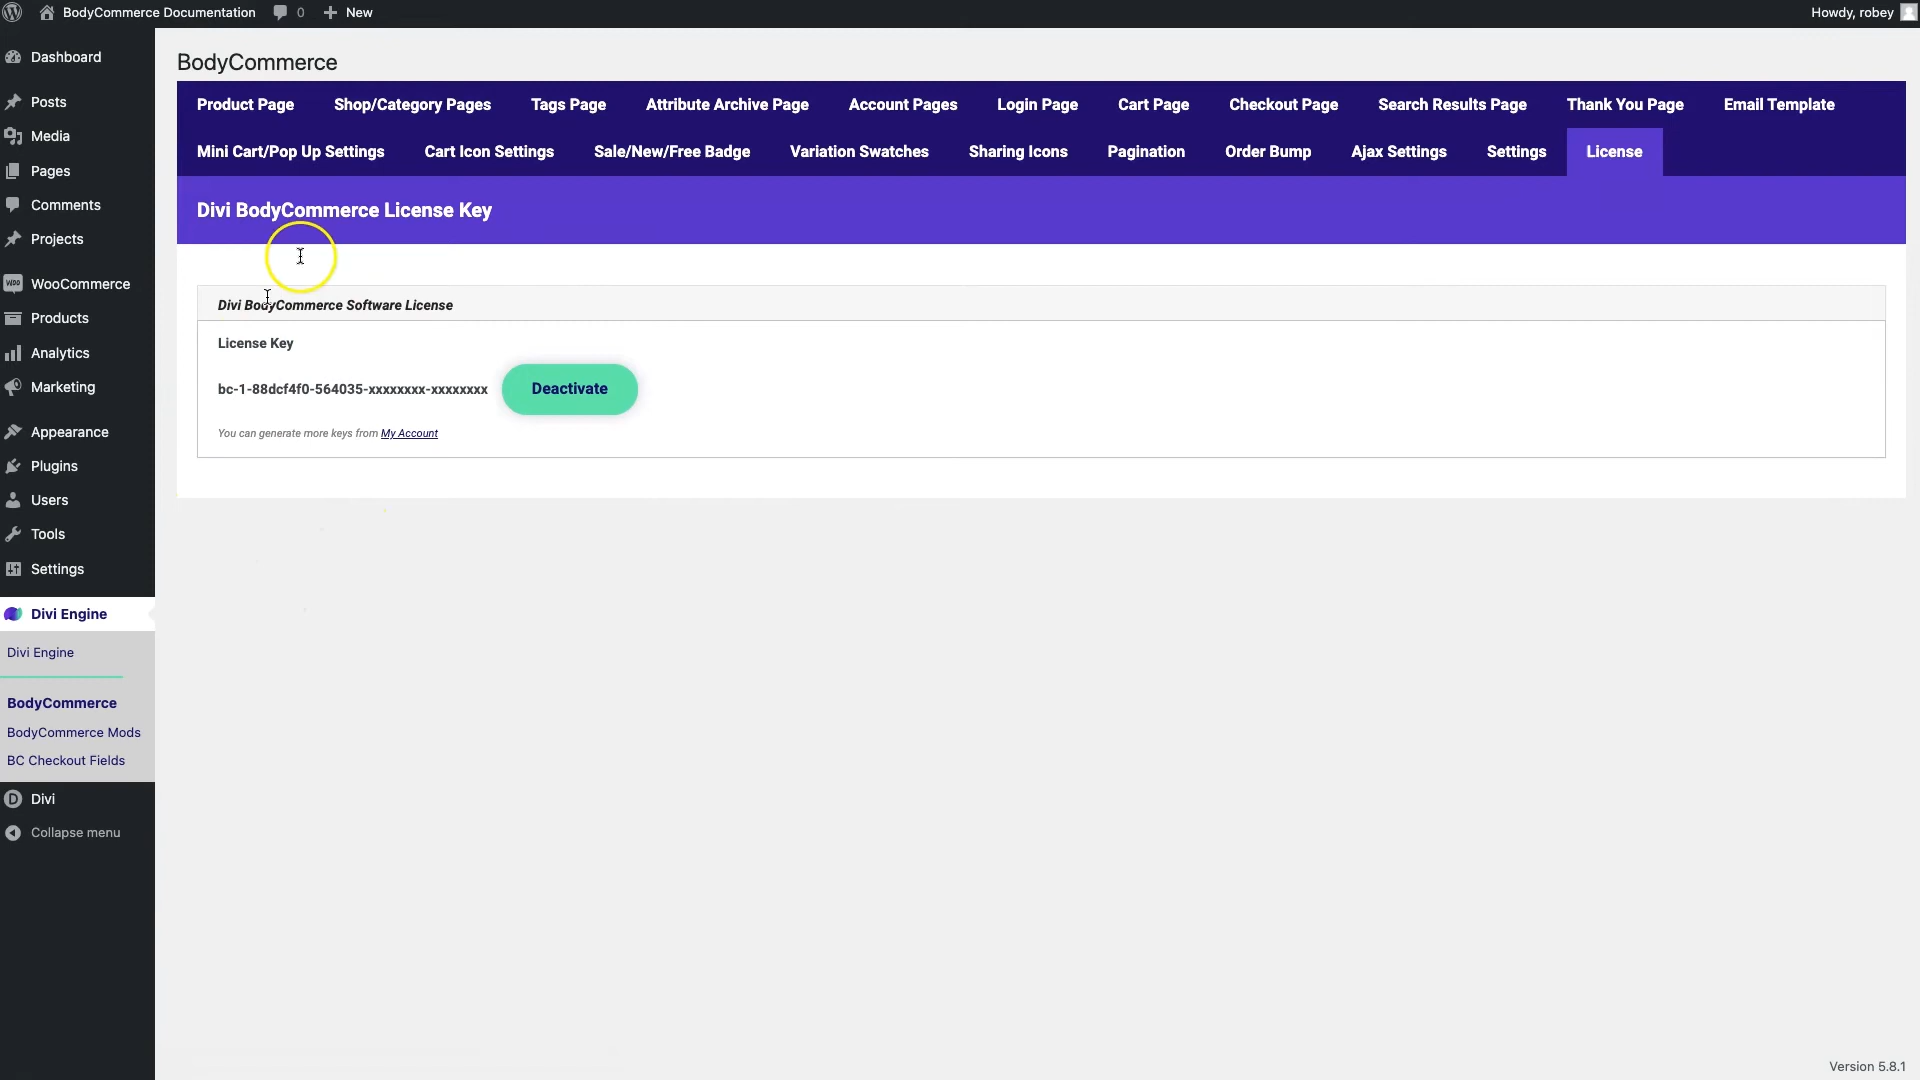 BodyCommerce Documentation 0 New Howdy, robey
Dashboard
Posts
Media
Pages
Comments
Projects
WooCommerce
Products
Analytics
Marketing
Appearance
Plugins
Users
Tools
Settings
Divi Engine
Divi Engine
BodyCommerce
BodyCommerce Mods
BC Checkout Fields
Divi
Collapse menu
BodyCommerce
Product Page Shop/Category Pages Tags Page Attribute Archive Page Account Pages Login Page Cart Page Checkout Page Search Results Page Thank You Page Email Template
Mini Cart/Pop Up Settings Cart Icon Settings Sale/New/Free Badge Variation Swatches Sharing Icons Pagination Order Bump Ajax Settings Settings License
Divi BodyCommerce License Key
Divi BodyCommerce Software License
License Key
bc-1-88dcf4f0-564035-xxxxxxxx-xxxxxxxx Deactivate
You can generate more keys from My Account
Version 5.8.1